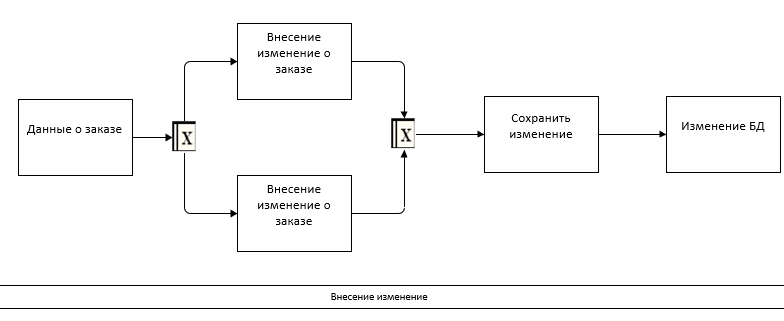 Внесение
изменение о
заказе
Данные о заказе
X
X
Сохранить
изменение
Изменение БД
Внесение
изменение о
заказе
Внесение изменение